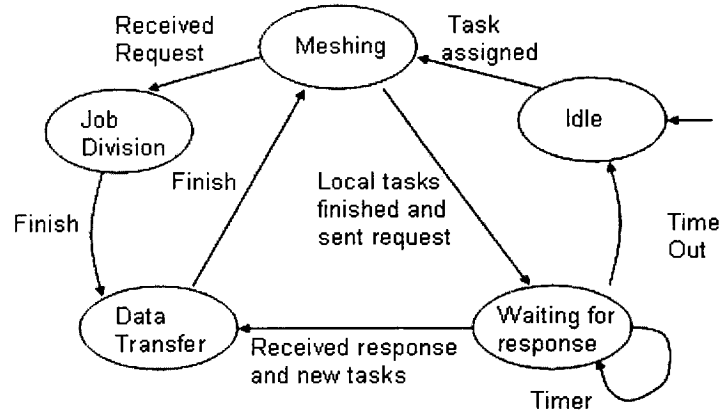 Received
Request
Meshing
Task
assigned
Job
Division
Idle
Finish
Local tasks
finished and
sent request
Finish
Time
Out
Data
Transfer
Waiting for
response
Received response
and new tasks
Timer